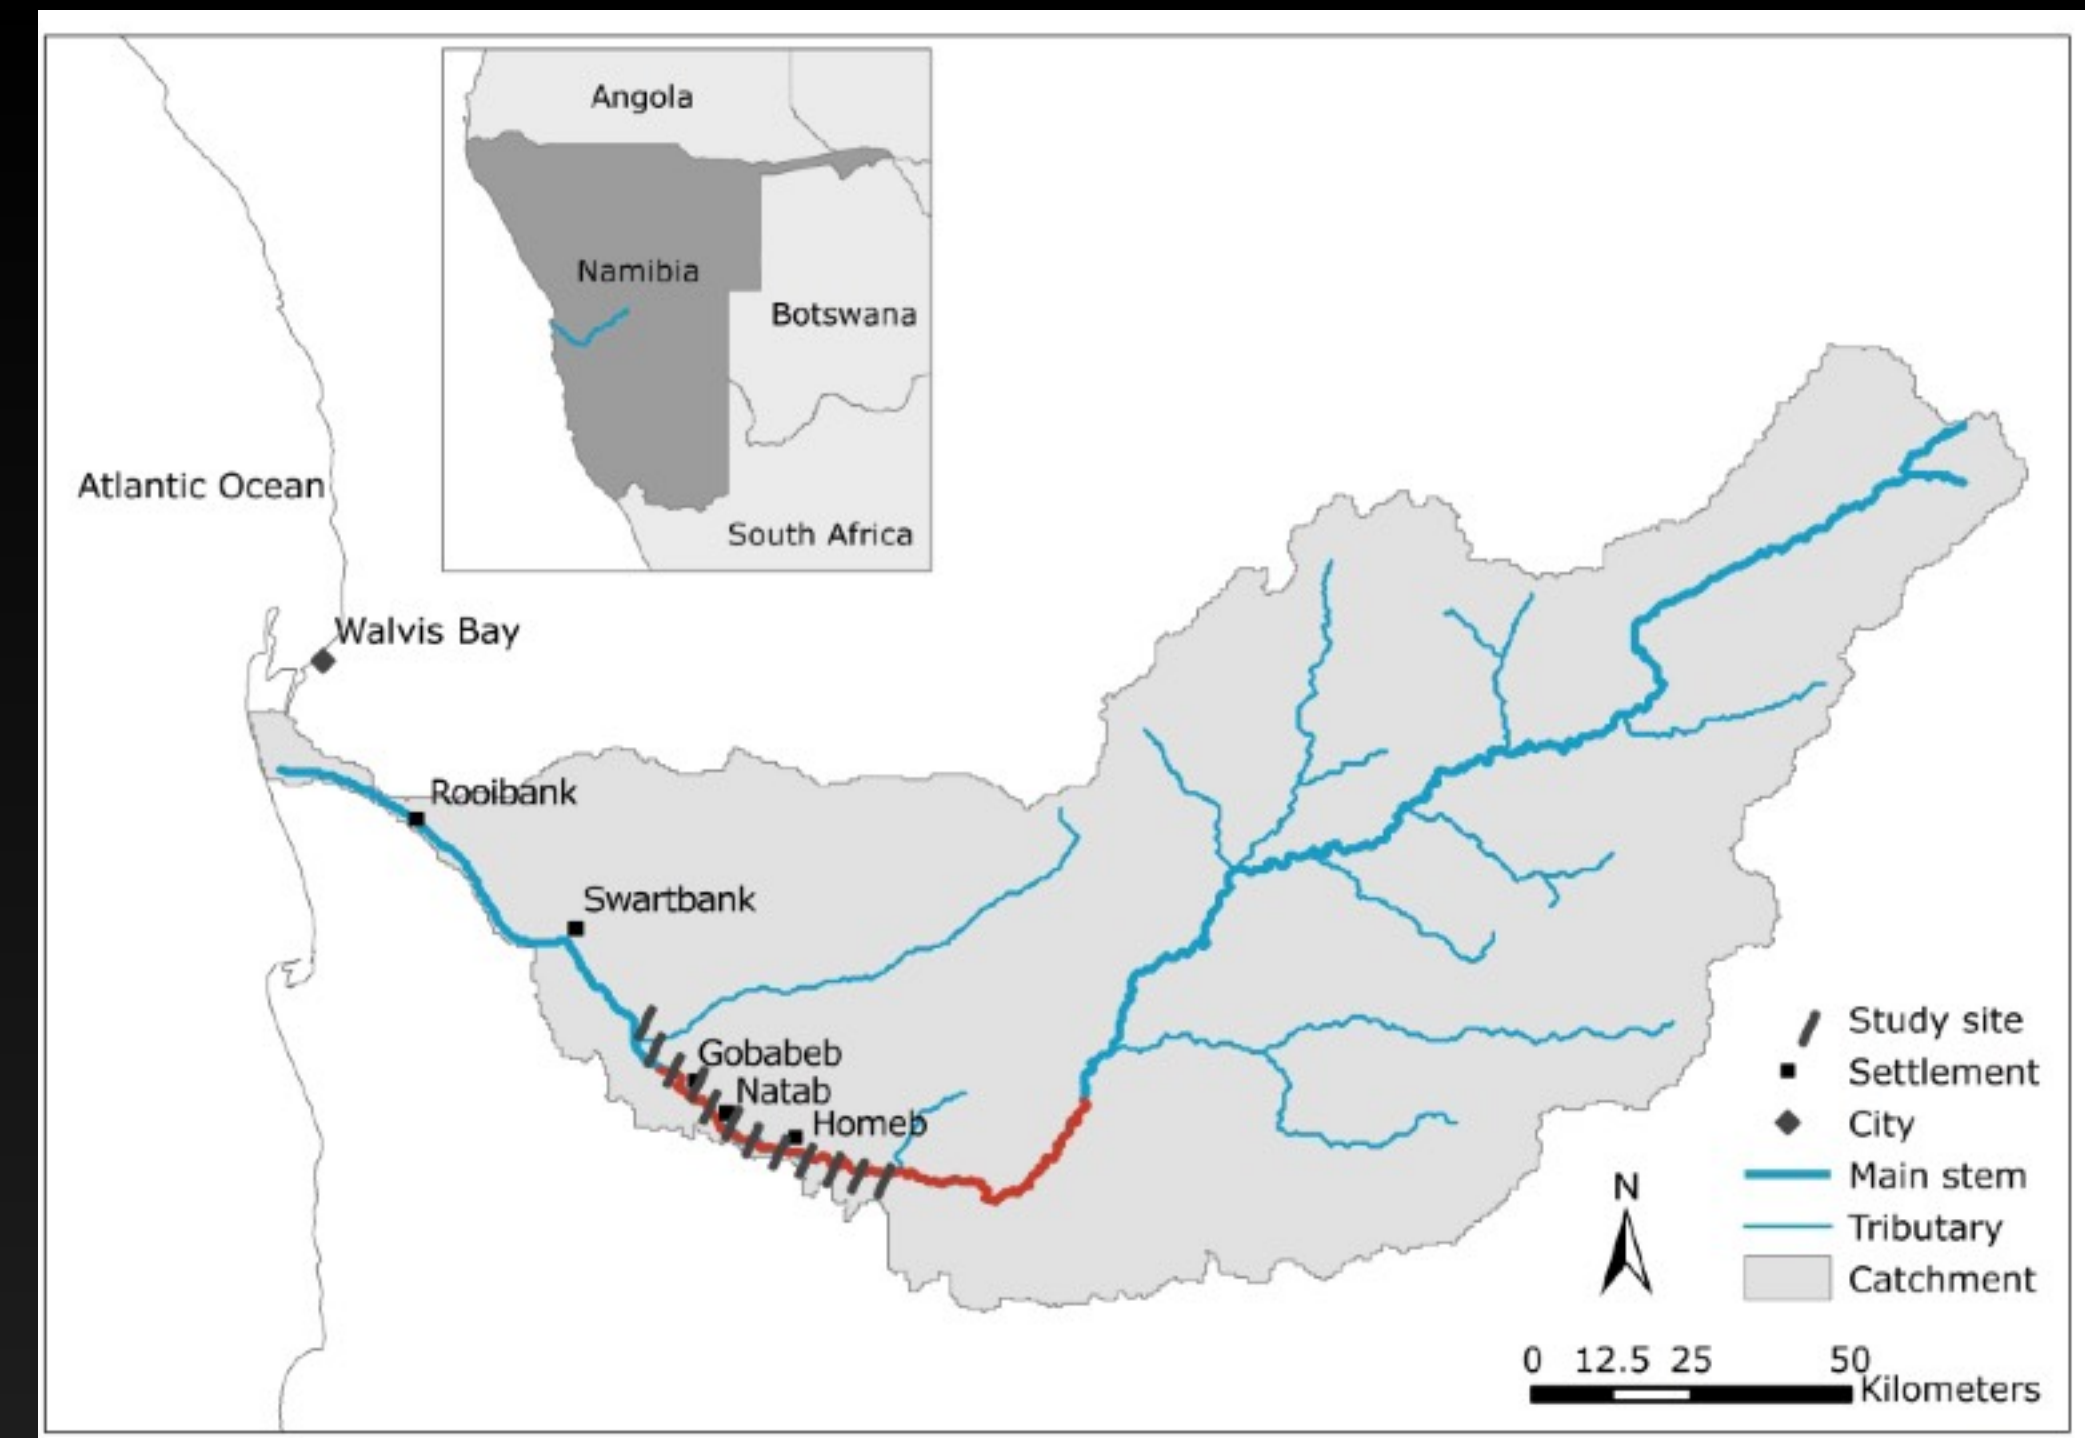 Angola
Namibia
Botswana
South Africa
Atlantic Ocean
Walvis Bay
Rooibank
Swartbank
Gobabeb
Natab
Homeb
Study site
Settlement
City
Main stem
Tributary
Catchment
N
0 12.5 25 50
Kilometers